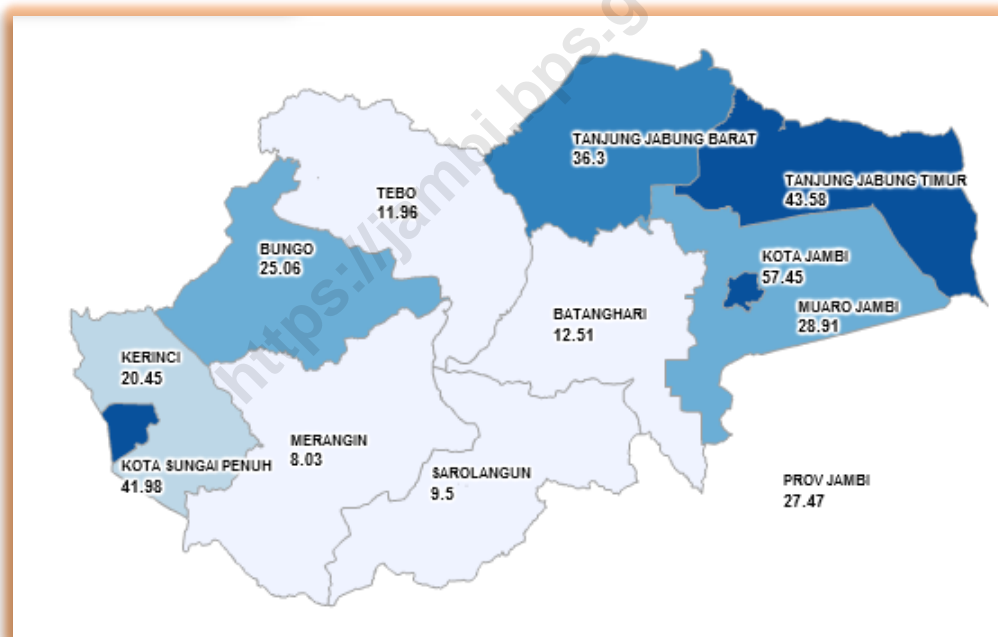 TANJUNG JABUNG BARAT
36.3
TANJUNG JABUNG TIMUR
43.58
TEBO
11.96
BUNGO
25.06
KOTA JAMBI
57.45
MUARO JAMBI
28.91
BATANGHARI
12.51
KERINCI
20.45
MERANGIN
8.03
KOTA SUNGAI PENUH
41.98
SAROLANGUN
9.5
PROV JAMBI
27.47
https://jambi.bps.g